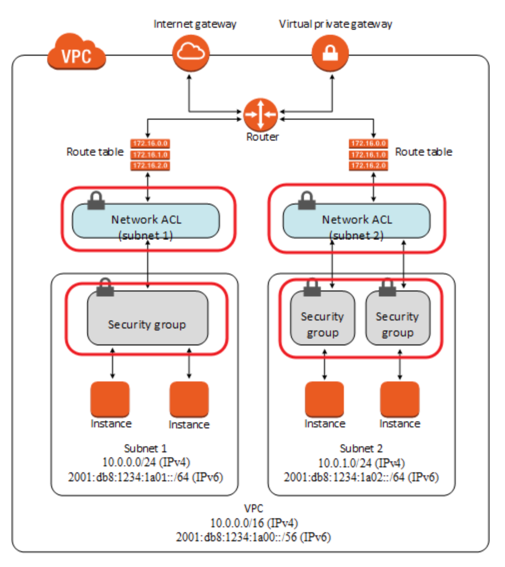 Internet gateway
Virtual private gateway
VPC
Router
Route table
172.16.0.0
172.16.1.0
172.16.2.0
172.16.0.0
172.16.1.0
172.16.2.0
Route table
Network ACL
(subnet 1)
Network ACL
(subnet 2)
Security group
Security
group
Security
group
Instance
Instance
Instance
Instance
Subnet 1
10.0.0.0/24 (IPv4)
2001:db8:1234:1a01::/64 (IPv6)
Subnet 2
10.0.1.0/24 (IPv4)
2001:db8:1234:1a02::/64 (IPv6)
VPC
10.0.0.0/16 (IPv4)
2001:db8:1234:1a00::/56 (IPv6)